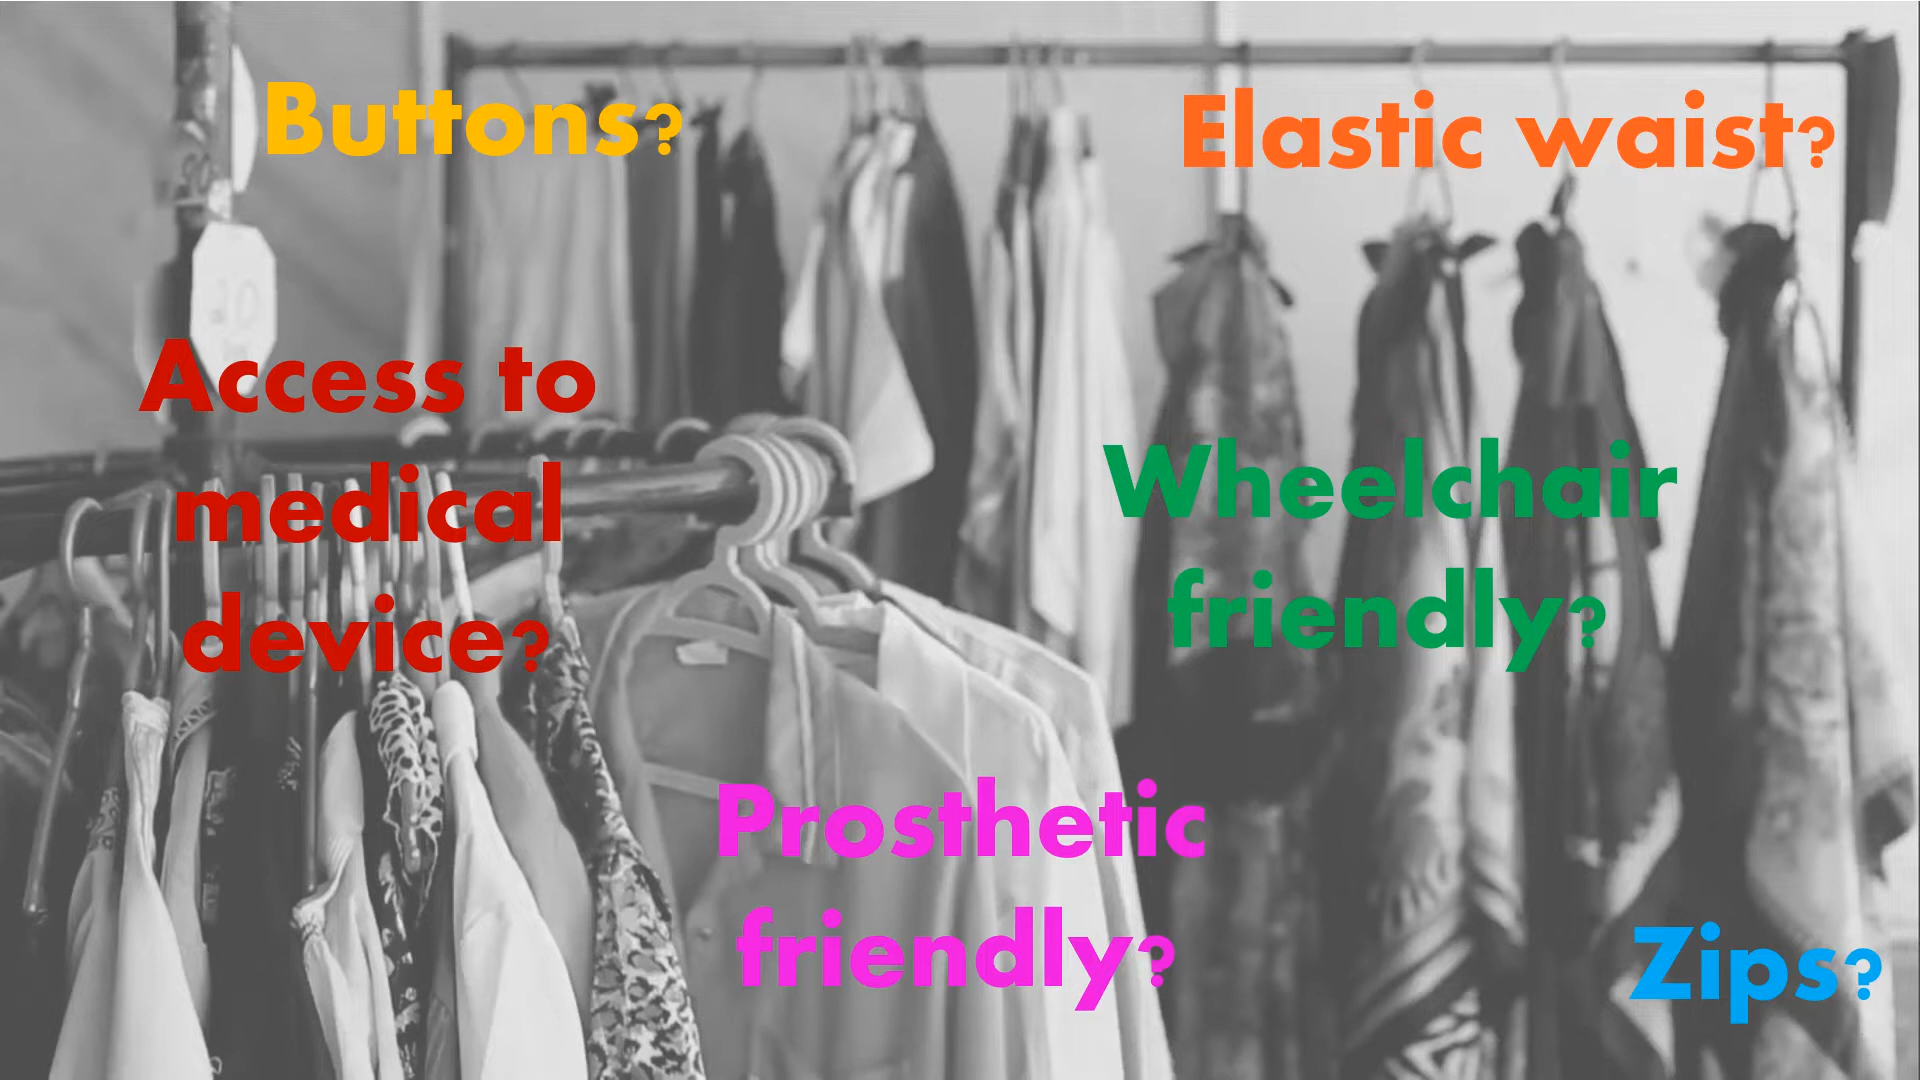 Buttons?
Elastic waist?
Access to
medical
device?
Wheelchair
friendly?
Prosthetic
friendly?
Zips?